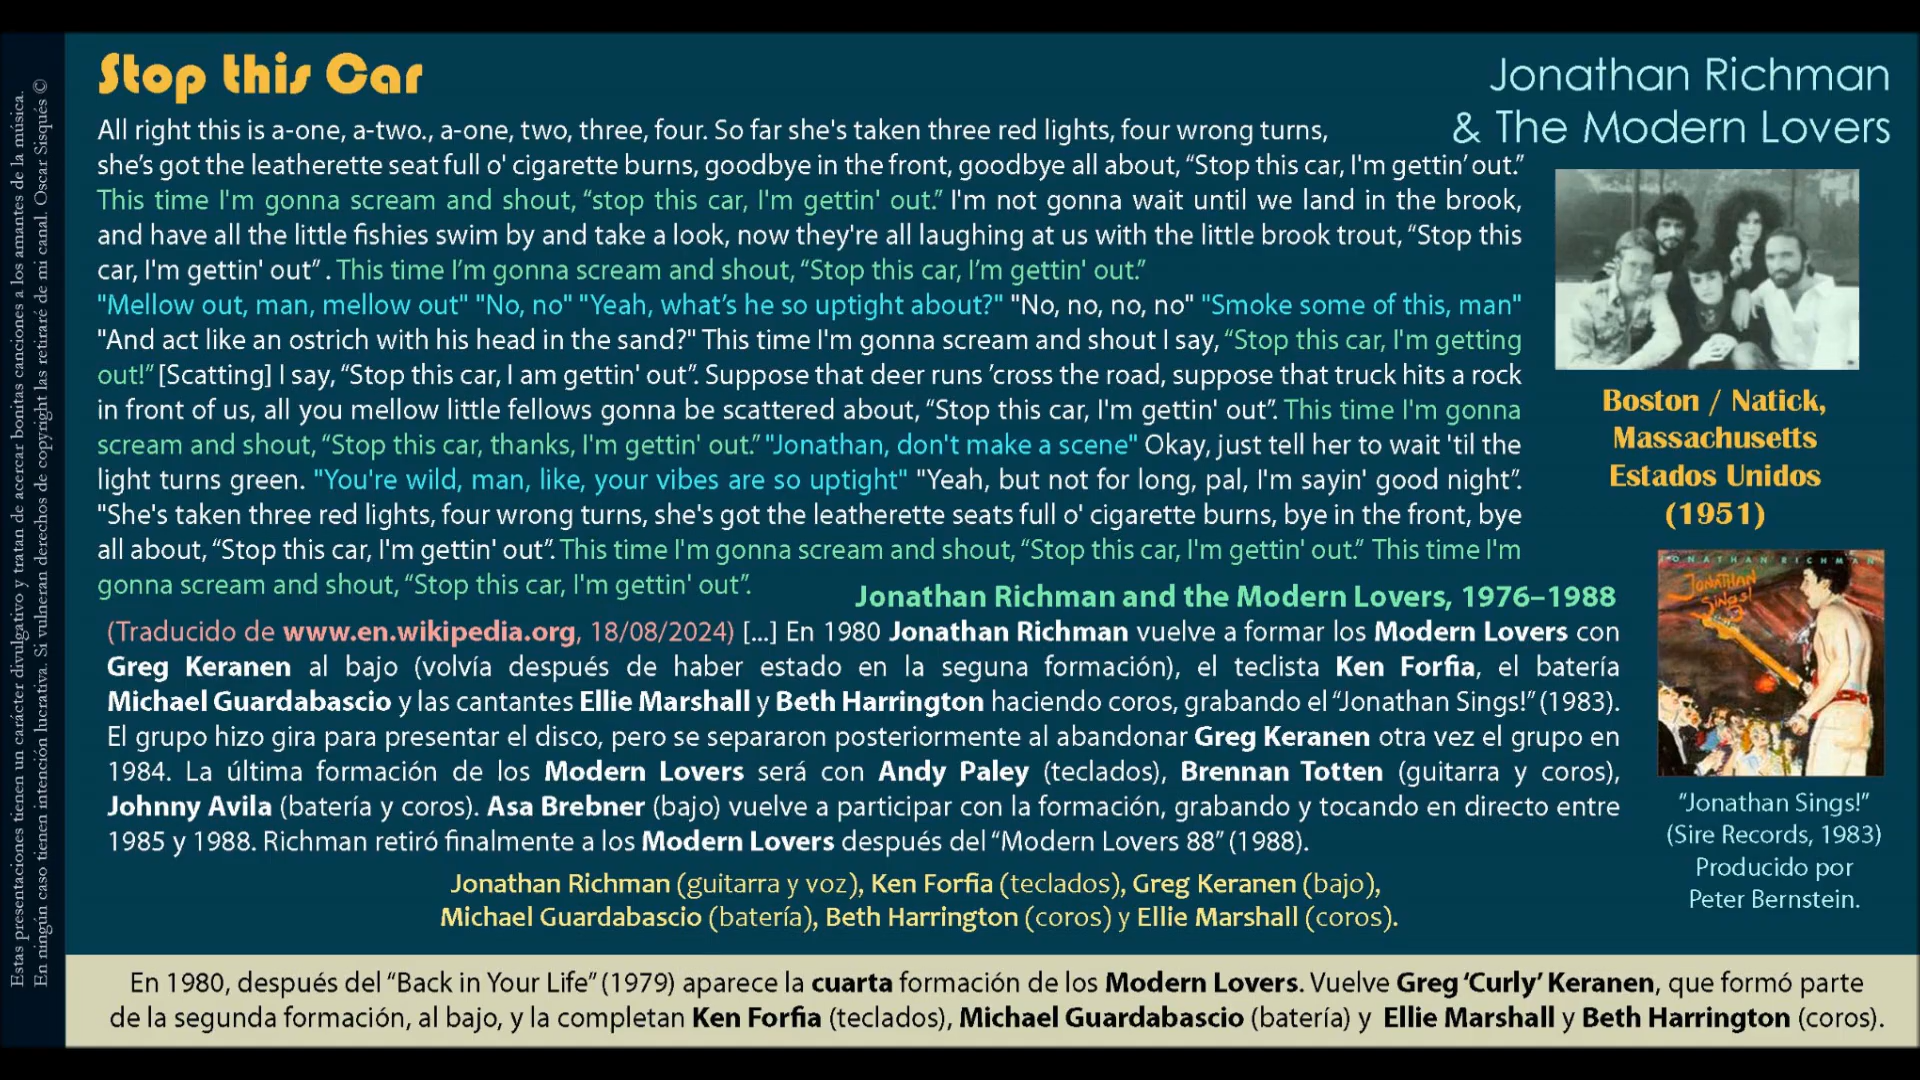 Stop this Car
Jonathan Richman
& The Modern Lovers
All right this is a-one, a-two., a-one, two, three, four. So far she's taken three red lights, four wrong turns,
she’s got the leatherette seat full o' cigarette burns, goodbye in the front, goodbye all about, “Stop this car, I'm gettin’ out.”
This time I'm gonna scream and shout, “stop this car, I'm gettin' out.” I'm not gonna wait until we land in the brook,
and have all the little fishies swim by and take a look, now they're all laughing at us with the little brook trout, “Stop this
car, I'm gettin' out” . This time I’m gonna scream and shout, “Stop this car, I’m gettin' out.”
"Mellow out, man, mellow out" "No, no" "Yeah, what’s he so uptight about?" "No, no, no, no" "Smoke some of this, man"
"And act like an ostrich with his head in the sand?" This time I'm gonna scream and shout I say, “Stop this car, I'm getting
out!” [Scatting] I say, “Stop this car, I am gettin' out”. Suppose that deer runs ’cross the road, suppose that truck hits a rock
in front of us, all you mellow little fellows gonna be scattered about, “Stop this car, I'm gettin' out”. This time I'm gonna
scream and shout, “Stop this car, thanks, I'm gettin' out.” "Jonathan, don't make a scene" Okay, just tell her to wait 'til the
light turns green. "You're wild, man, like, your vibes are so uptight" "Yeah, but not for long, pal, I'm sayin' good night”.
"She's taken three red lights, four wrong turns, she's got the leatherette seats full o' cigarette burns, bye in the front, bye
all about, “Stop this car, I'm gettin' out”. This time I'm gonna scream and shout, “Stop this car, I'm gettin' out.” This time I'm
gonna scream and shout, “Stop this car, I'm gettin' out”.
Boston / Natick,
Massachusetts
Estados Unidos
(1951)
Jonathan Richman and the Modern Lovers, 1976–1988
(Traducido de www.en.wikipedia.org, 18/08/2024) [...] En 1980 Jonathan Richman vuelve a formar los Modern Lovers con
Greg Keranen al bajo (volvía después de haber estado en la seguna formación), el teclista Ken Forfia, el batería
Michael Guardabascio y las cantantes Ellie Marshall y Beth Harrington haciendo coros, grabando el “Jonathan Sings!” (1983).
El grupo hizo gira para presentar el disco, pero se separaron posteriormente al abandonar Greg Keranen otra vez el grupo en
1984. La última formación de los Modern Lovers será con Andy Paley (teclados), Brennan Totten (guitarra y coros),
Johnny Avila (batería y coros). Asa Brebner (bajo) vuelve a participar con la formación, grabando y tocando en directo entre
1985 y 1988. Richman retiró finalmente a los Modern Lovers después del “Modern Lovers 88” (1988).
JONATHAN RICHMAN
JONATHAN
Sings!
“Jonathan Sings!”
(Sire Records, 1983)
Producido por
Peter Bernstein.
Jonathan Richman (guitarra y voz), Ken Forfia (teclados), Greg Keranen (bajo),
Michael Guardabascio (batería), Beth Harrington (coros) y Ellie Marshall (coros).
En 1980, después del “Back in Your Life” (1979) aparece la cuarta formación de los Modern Lovers. Vuelve Greg ‘Curly’ Keranen, que formó parte
de la segunda formación, al bajo, y la completan Ken Forfia (teclados), Michael Guardabascio (batería) y Ellie Marshall y Beth Harrington (coros).
Estas presentaciones tienen un carácter divulgativo y tratan de acercar bonitas canciones a los amantes de la música.
En ningún caso tienen intención lucrativa. Si vulneran derechos de copyright las retiraré de mi canal. Oscar Sisqués ©